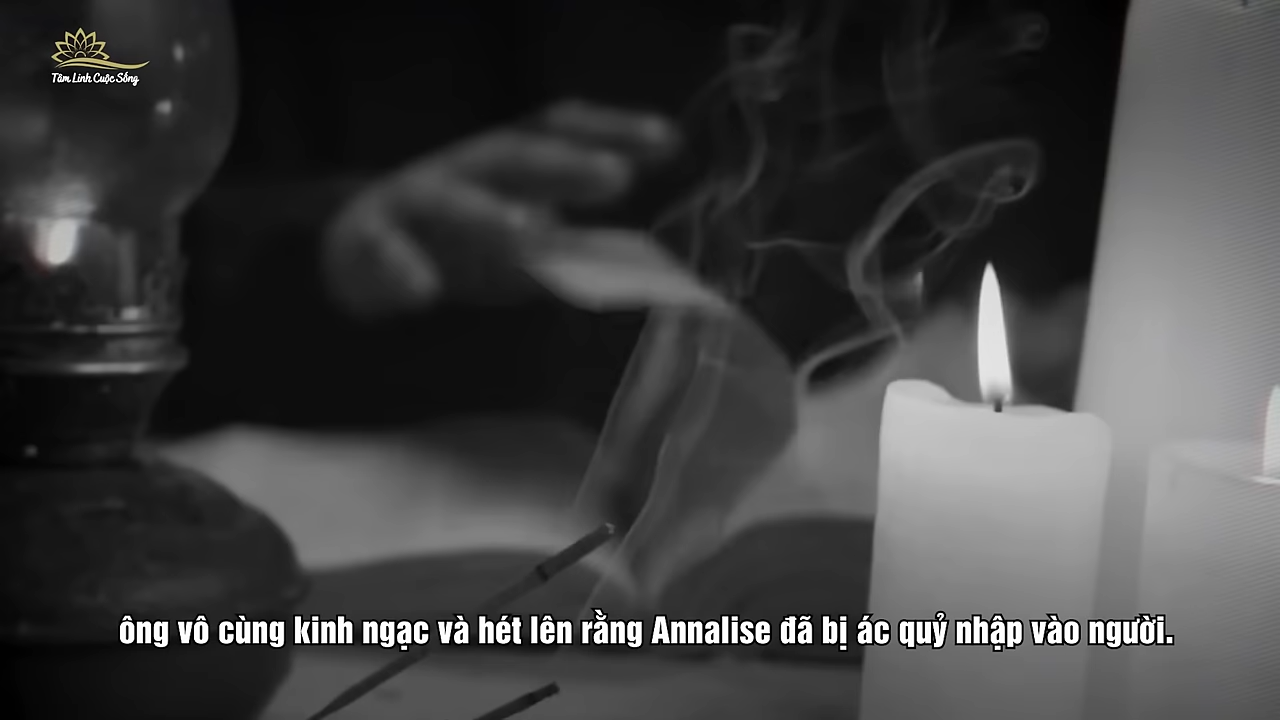 Tâm Linh Cuộc Sống
ông vô cùng kinh ngạc và hét lên rằng Annalise đã bị ác quỷ nhập vào người.